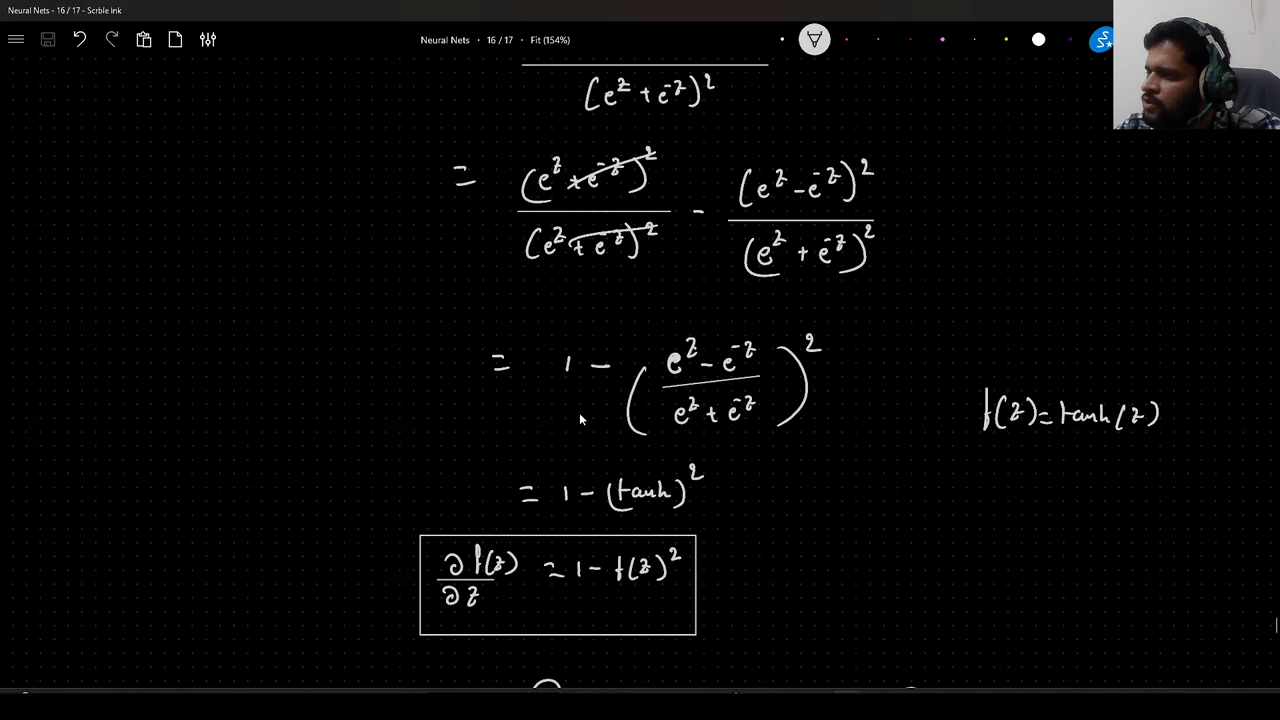 Neural Nets - 16 / 17 - Scrble Ink
Neural Nets • 16 / 17 • Fit (154%)
(e^z + e^-z)^2
= (e^z + e^-z)^2 / (e^z + e^-z)^2 - (e^z - e^-z)^2 / (e^z + e^-z)^2
= 1 - ((e^z - e^-z) / (e^z + e^-z))^2
f(z) = tanh(z)
= 1 - (tanh)^2
∂f(z) / ∂z = 1 - f(z)^2